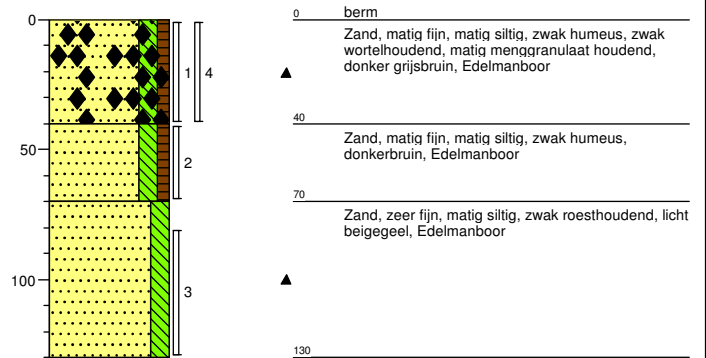 0
50
100
1
4
2
3
0 berm
Zand, matig fijn, matig siltig, zwak humeus, zwak
wortelhoudend, matig menggranulaat houdend,
donker grijsbruin, Edelmanboor
40
Zand, matig fijn, matig siltig, zwak humeus,
donkerbruin, Edelmanboor
70
Zand, zeer fijn, matig siltig, zwak roesthoudend, licht
beigegeel, Edelmanboor
130